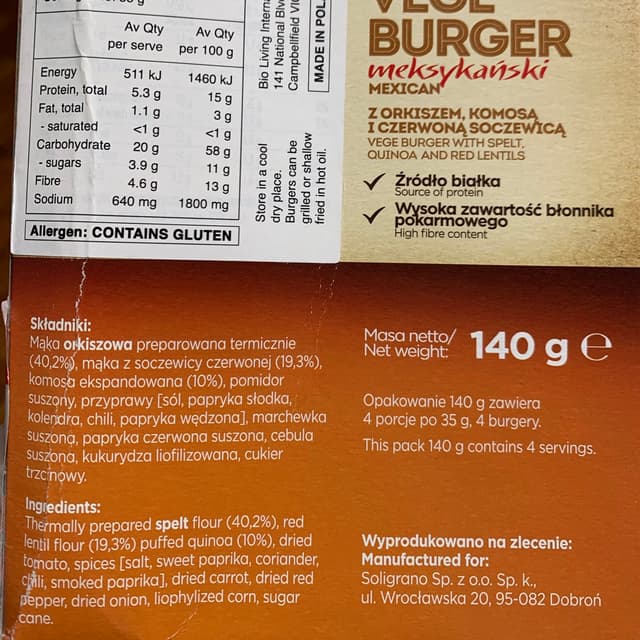 Av Qty Av Qty
per serve per 100 g
Energy 511 kJ 1460 kJ
Protein, total 5.3 g 15 g
Fat, total 1.1 g 3 g
- saturated <1 g <1 g
Carbohydrate 20 g 58 g
- sugars 3.9 g 11 g
Fibre 4.6 g 13 g
Sodium 640 mg 1800 mg
Allergen: CONTAINS GLUTEN
Bio Living
141 National
Campbellfield
MADE IN
Store in a cool
dry place.
Burgers can be
grilled or shallow
fried in hot oil.
VEGE
BURGER
meksykański
MEXICAN
Z ORKISZEM, KOMOSĄ
I CZERWONĄ SOCZEWICĄ
VEGE BURGER WITH SPELT,
QUINOA AND RED LENTILS
Źródło białka
Source of protein
Wysoka zawartość błonnika
pokarmowego
High fibre content
Składniki:
Mąka orkiszowa preparowana termicznie
(40,2%), mąka z soczewicy czerwonej (19,3%),
komosa ekspandowana (10%), pomidor
suszony, przyprawy [sól, papryka słodka,
kolendra, chili, papryka wędzona], marchewka
suszona, papryka czerwona suszona, cebula
suszona, kukurydza liofilizowana, cukier
trzcinowy.
Ingredients:
Thermally prepared spelt flour (40,2%), red
lentil flour (19,3%) puffed quinoa (10%), dried
tomato, spices [salt, sweet paprika, coriander,
chili, smoked paprika], dried carrot, dried red
pepper, dried onion, liophylized corn, sugar
cane.
Masa netto/
Net weight: 140 g e
Opakowanie 140 g zawiera
4 porcje po 35 g, 4 burgery.
This pack 140 g contains 4 servings.
Wyprodukowano na zlecenie:
Manufactured for:
Soligrano Sp. z o.o. Sp. k.,
ul. Wrocławska 20, 95-082 Dobroń